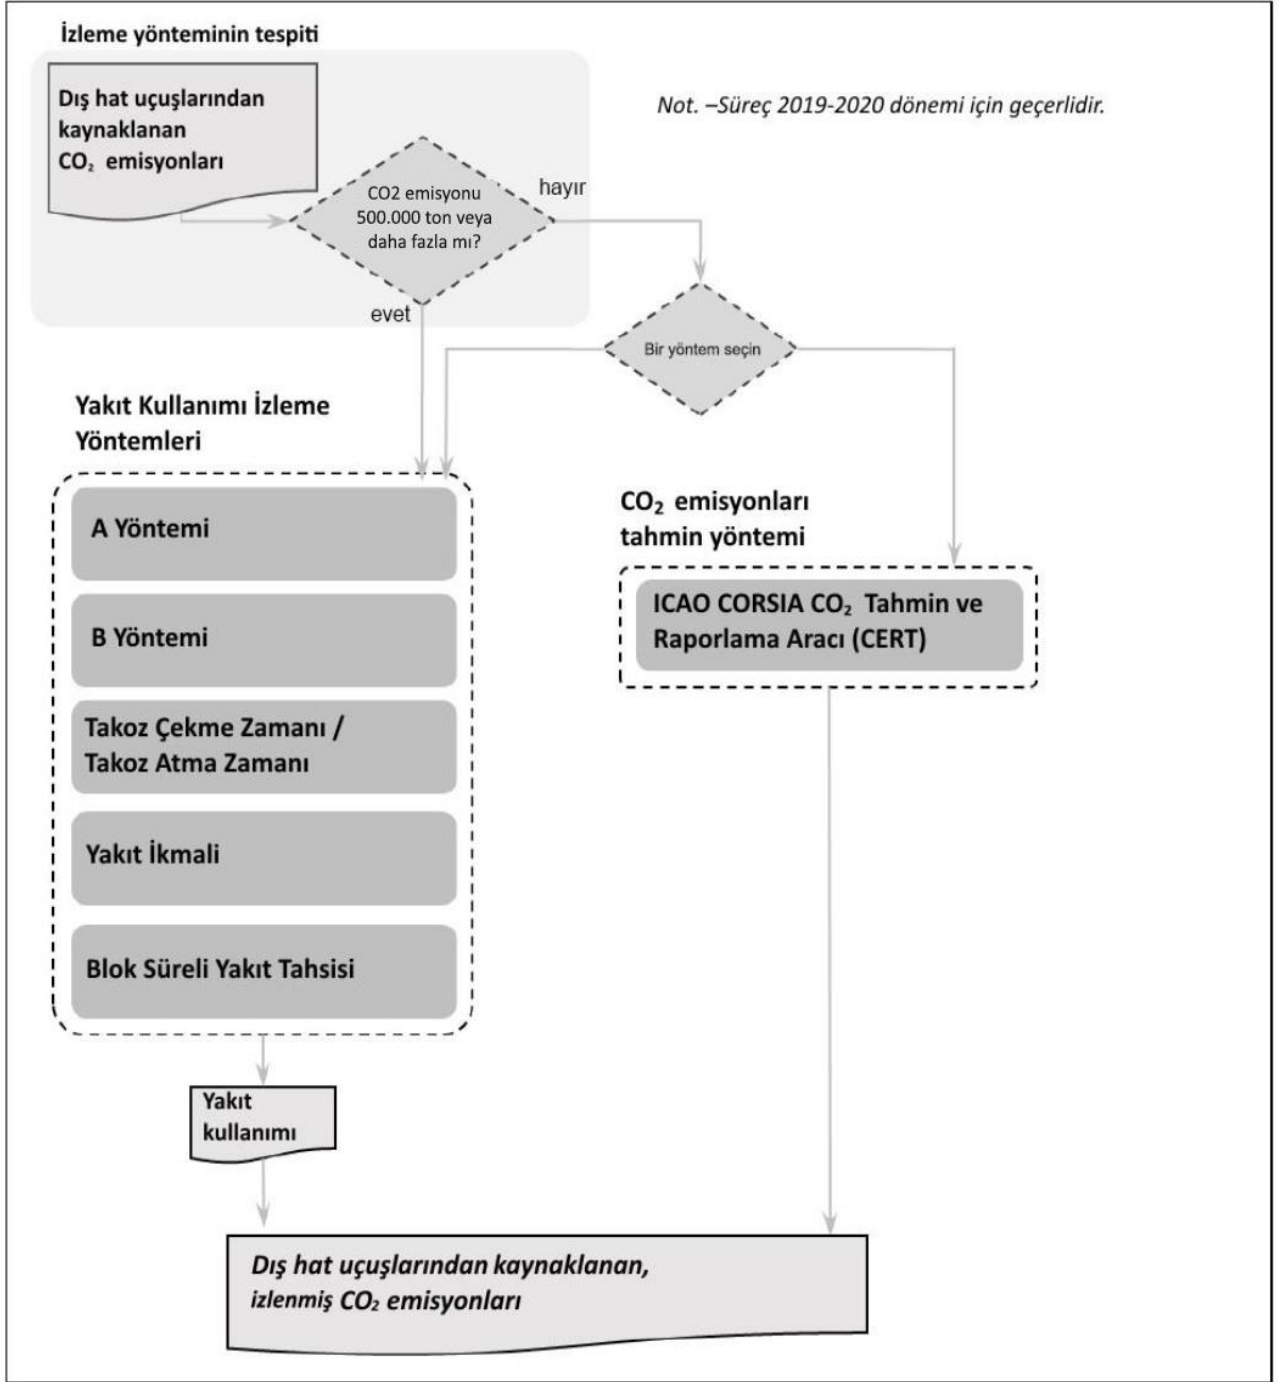 İzleme yönteminin tespiti
Dış hat uçuşlarından
kaynaklanan
CO₂ emisyonları
Not. –Süreç 2019-2020 dönemi için geçerlidir.
CO2 emisyonu
500.000 ton veya
daha fazla mı?
hayır
evet
Bir yöntem seçin
Yakıt Kullanımı İzleme
Yöntemleri
A Yöntemi
B Yöntemi
Takoz Çekme Zamanı /
Takoz Atma Zamanı
Yakıt İkmali
Blok Süreli Yakıt Tahsisi
CO₂ emisyonları
tahmin yöntemi
ICAO CORSIA CO₂ Tahmin ve
Raporlama Aracı (CERT)
Yakıt
kullanımı
Dış hat uçuşlarından kaynaklanan,
izlenmiş CO₂ emisyonları